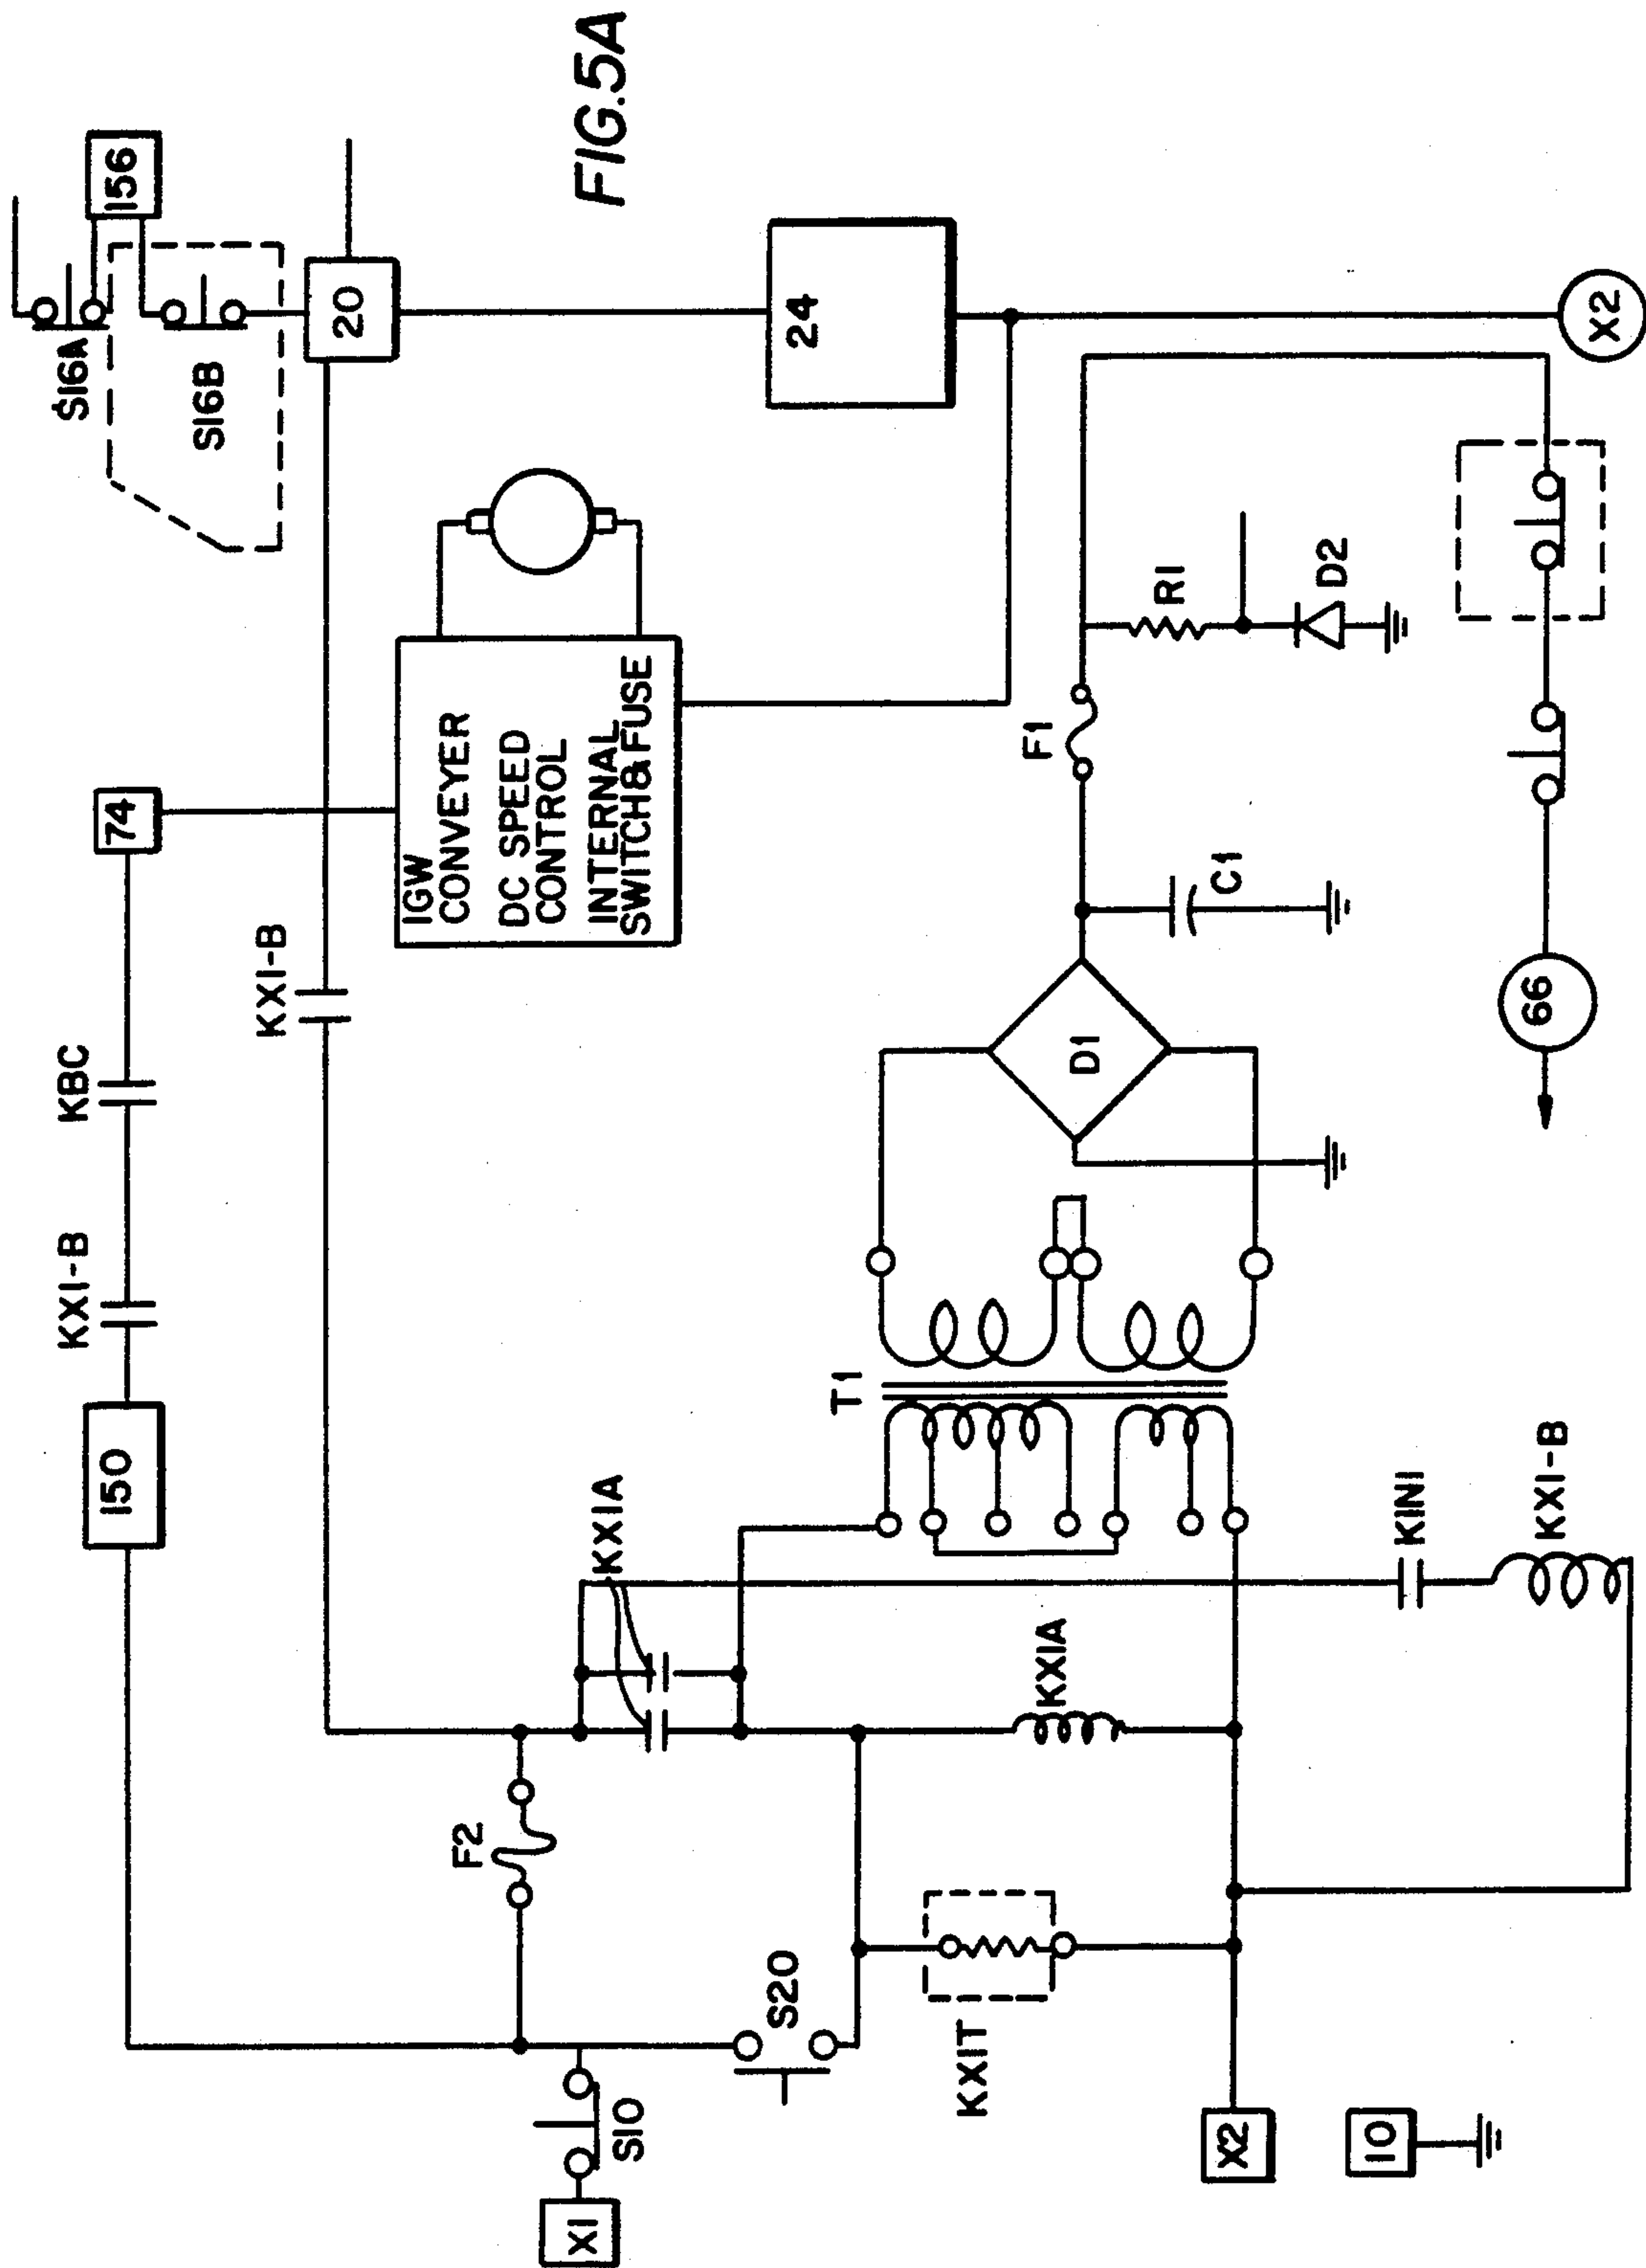 FIG.5A
S16A
156
S16B
20
24
X2
74
KBC
KX1-B
150
KX1-B
IGW
CONVEYER
DC SPEED
CONTROL
INTERNAL
SWITCH & FUSE
F1
R1
D2
C1
D1
66
T1
KX1A
F2
KX1A
KIN1
KX1-B
S20
S10
X1
KX1T
X2
10